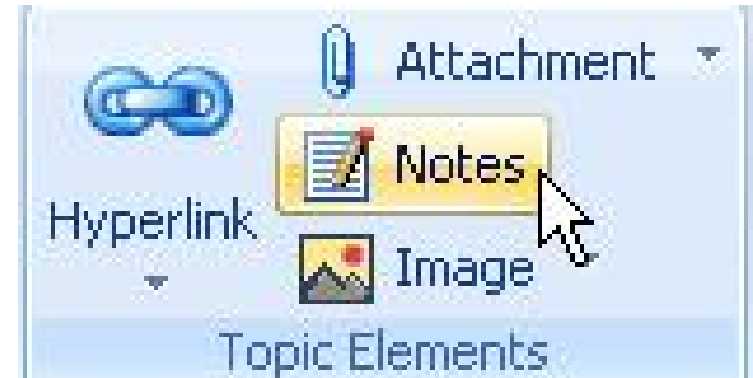 Attachment
Notes
Hyperlink
Image
Topic Elements